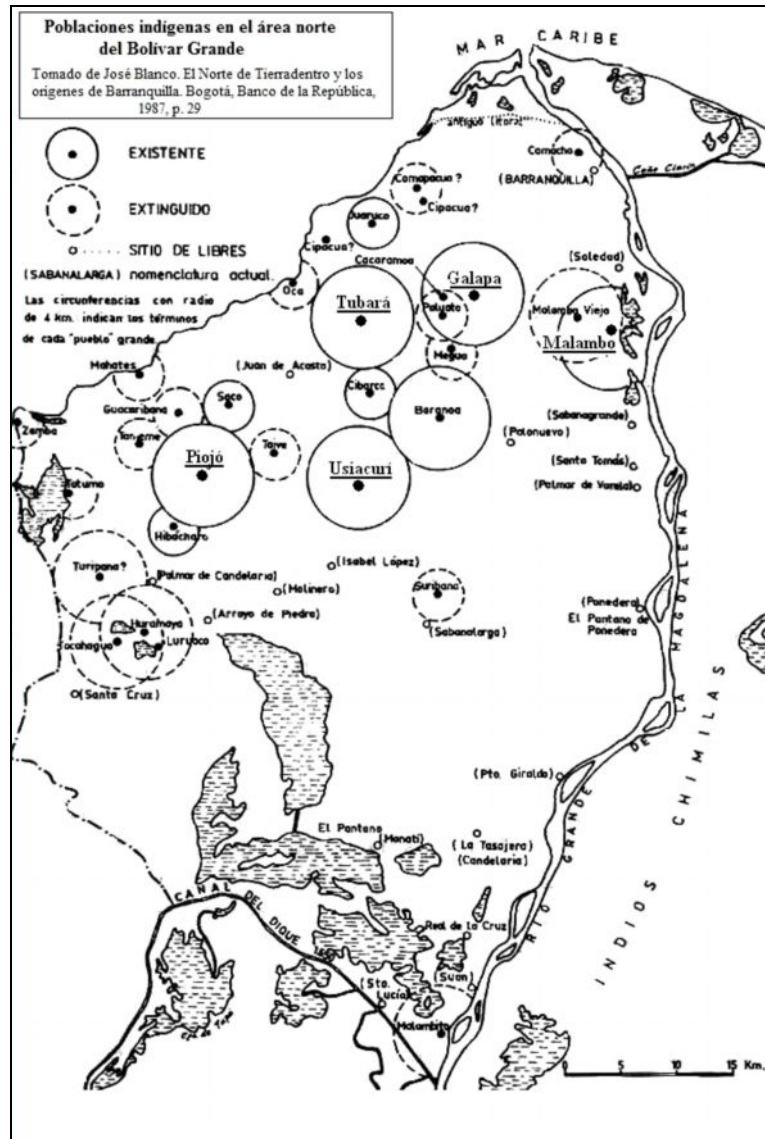 Poblaciones indígenas en el área norte
del Bolívar Grande
Tomado de José Blanco. El Norte de Tierradentro y los
orígenes de Barranquilla. Bogotá, Banco de la República,
1987, p. 29
EXISTENTE
EXTINGUIDO
SITIO DE LIBRES
(SABANALARGA) nomenclatura actual.
Las circunferencias con radio
de 4 km. indican los términos
de cada "pueblo" grande.
MAR CARIBE
antiguo litoral
Camacho
Caño Clarín
(BARRANQUILLA)
Camapacua?
Cipacua?
Duaruco
Cipacua?
Cacaramoa
Galapa
(Soledad)
Oca
Tubará
Paluato
Malambo Viejo
Malambo
Megua
Mahates
(Juan de Acosta)
Cibarco
Saco
Guacaribana
Baranoa
(Sabanagrande)
Zamba
Polonuevo)
Piojó
Usiacurí
(Santo Tomás)
Totumo
(Palmar de Varela)
Hibácharo
(Isabel López)
Turipana?
(Palmar de Candelaria)
(Molinero)
Suribana
(Ponedera)
El Pantano de
Ponedera
Huramaya
(Arroyo de Piedra)
Luruaco
(Sabanalarga)
(Santa Cruz)
RIO GRANDE DE LA MAGDALENA
INDIOS CHIMILAS
Pto. Giraldo
El Pantano
Manatí)
(La Tasajera)
(Candelaria)
CANAL DEL DIQUE
Real de la Cruz
(Suan)
(Sta.
Lucía)
Malambito
0 5 10 15 Km.